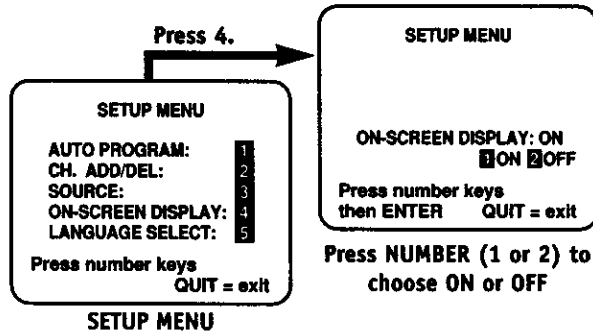 Press 4.
SETUP MENU
AUTO PROGRAM: 1
CH. ADD/DEL: 2
SOURCE: 3
ON-SCREEN DISPLAY: 4
LANGUAGE SELECT: 5
Press number keys
QUIT = exit
SETUP MENU
SETUP MENU
ON-SCREEN DISPLAY: ON
1 ON 2 OFF
Press number keys
then ENTER QUIT = exit
Press NUMBER (1 or 2) to
choose ON or OFF